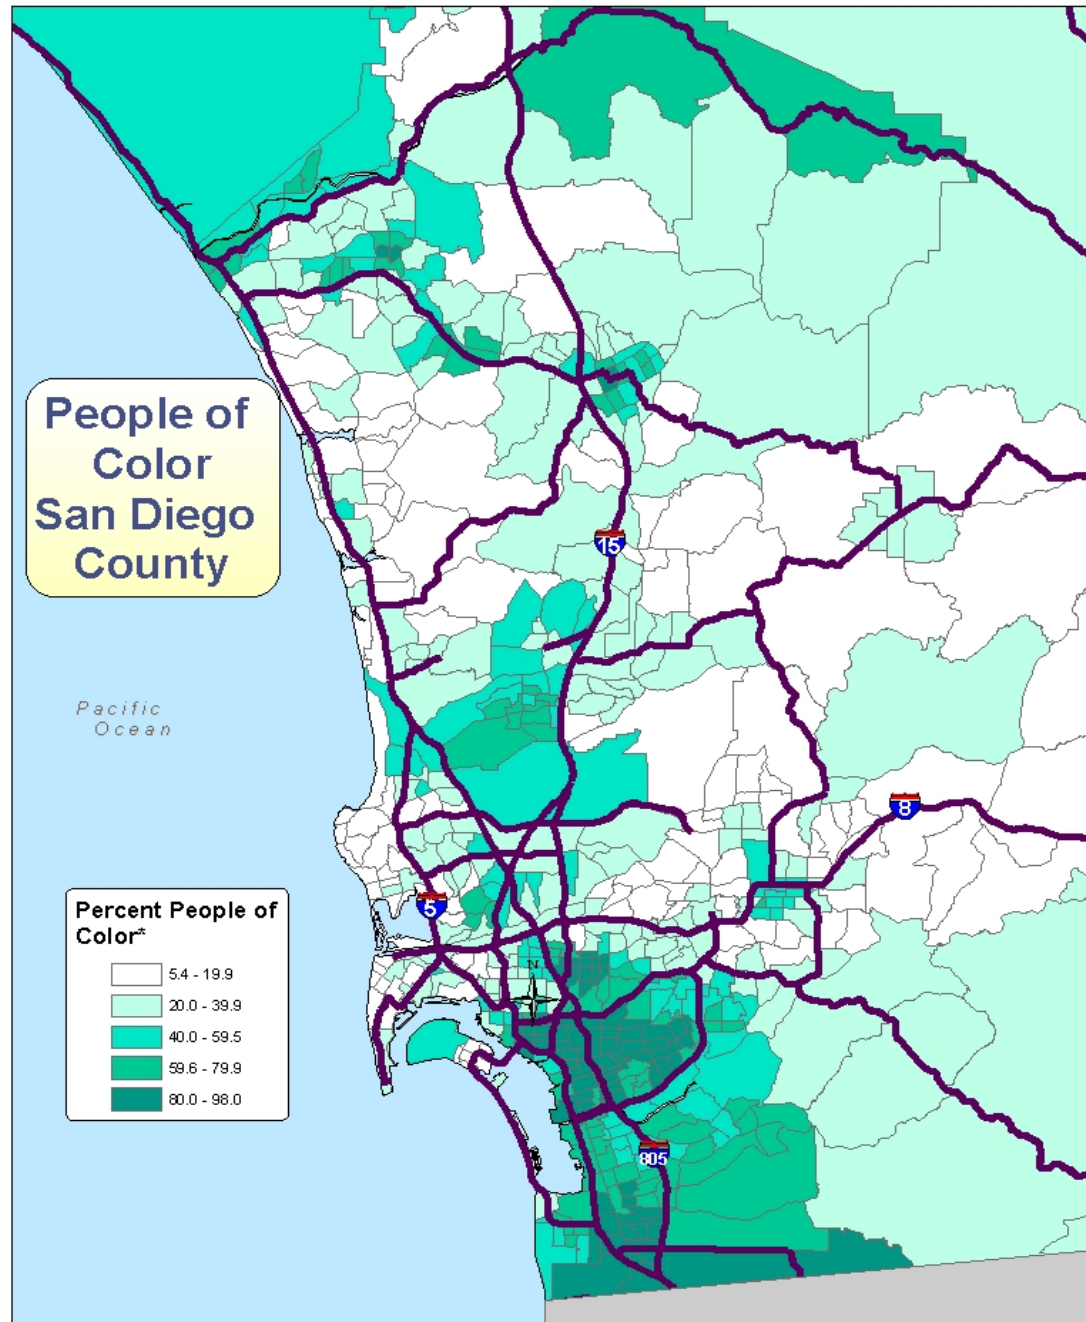 People of
Color
San Diego
County
15
Pacific
Ocean
8
5
Percent People of
Color*
5.4 - 19.9
20.0 - 39.9
40.0 - 59.5
59.6 - 79.9
80.0 - 98.0
N
805